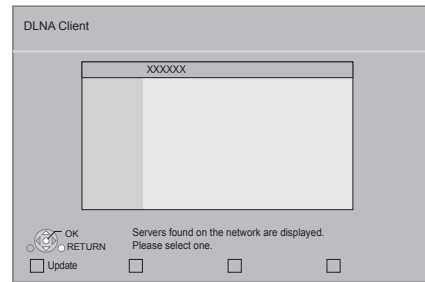 DLNA Client
XXXXXX
OK
RETURN
Servers found on the network are displayed.
Please select one.
Update